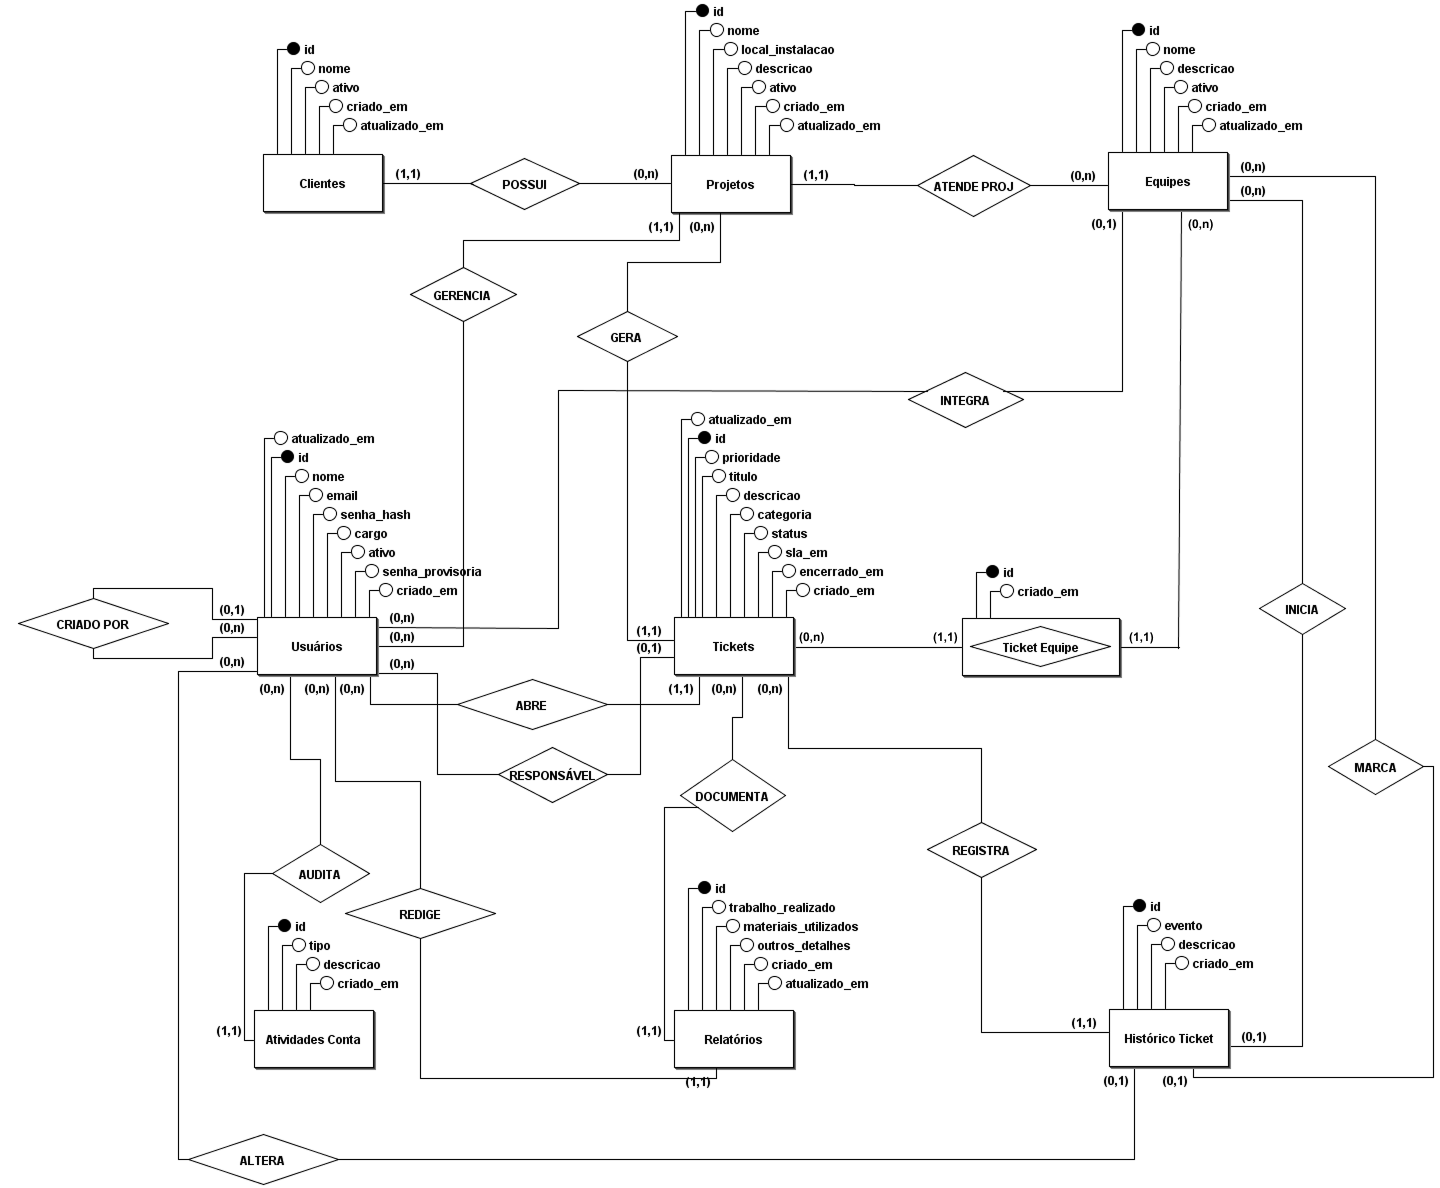 id
nome
ativo
criado_em
atualizado_em
Clientes
(1,1)
POSSUI
(0,n)
id
nome
local_instalacao
descricao
ativo
criado_em
atualizado_em
Projetos
(1,1)
ATENDE PROJ
(0,n)
id
nome
descricao
ativo
criado_em
atualizado_em
Equipes
(0,n)
(0,n)
(1,1)
(0,n)
(0,1)
(0,n)
GERENCIA
GERA
INTEGRA
atualizado_em
id
nome
email
senha_hash
cargo
ativo
senha_provisoria
criado_em
Usuários
CRIADO POR
(0,1)
(0,n)
(0,n)
(0,n)
(0,n)
(0,n)
(0,n)
(0,n)
(0,n)
atualizado_em
id
prioridade
titulo
descricao
categoria
status
sla_em
encerrado_em
criado_em
Tickets
(1,1)
(0,1)
(0,n)
(1,1)
(0,n)
(0,n)
id
criado_em
(1,1)
Ticket Equipe
(1,1)
INICIA
ABRE
RESPONSÁVEL
DOCUMENTA
MARCA
REGISTRA
AUDITA
REDIGE
id
tipo
descricao
criado_em
(1,1)
Atividades Conta
id
trabalho_realizado
materiais_utilizados
outros_detalhes
criado_em
atualizado_em
(1,1)
Relatórios
(1,1)
id
evento
descricao
criado_em
(1,1)
Histórico Ticket
(0,1)
(0,1)
(0,1)
ALTERA